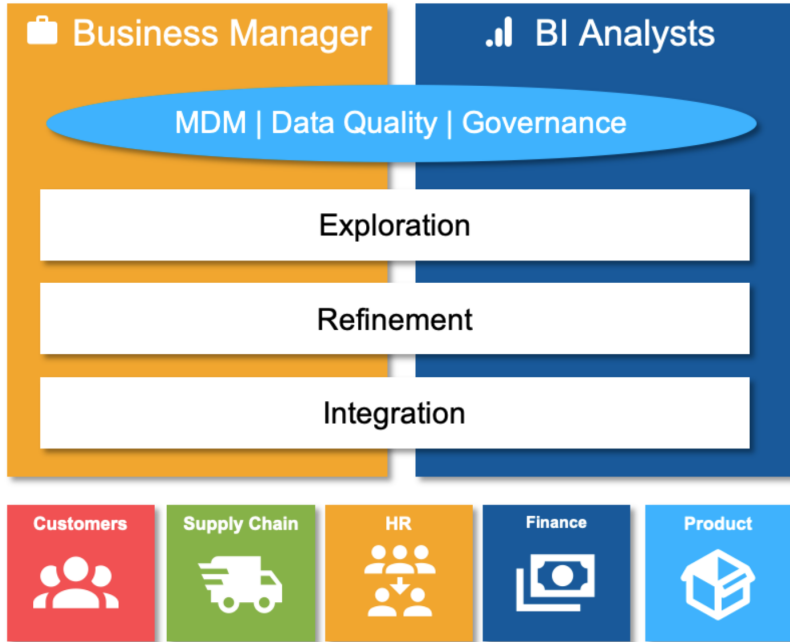 Business Manager
BI Analysts
MDM | Data Quality | Governance
Exploration
Refinement
Integration
Customers
Supply Chain
HR
Finance
Product